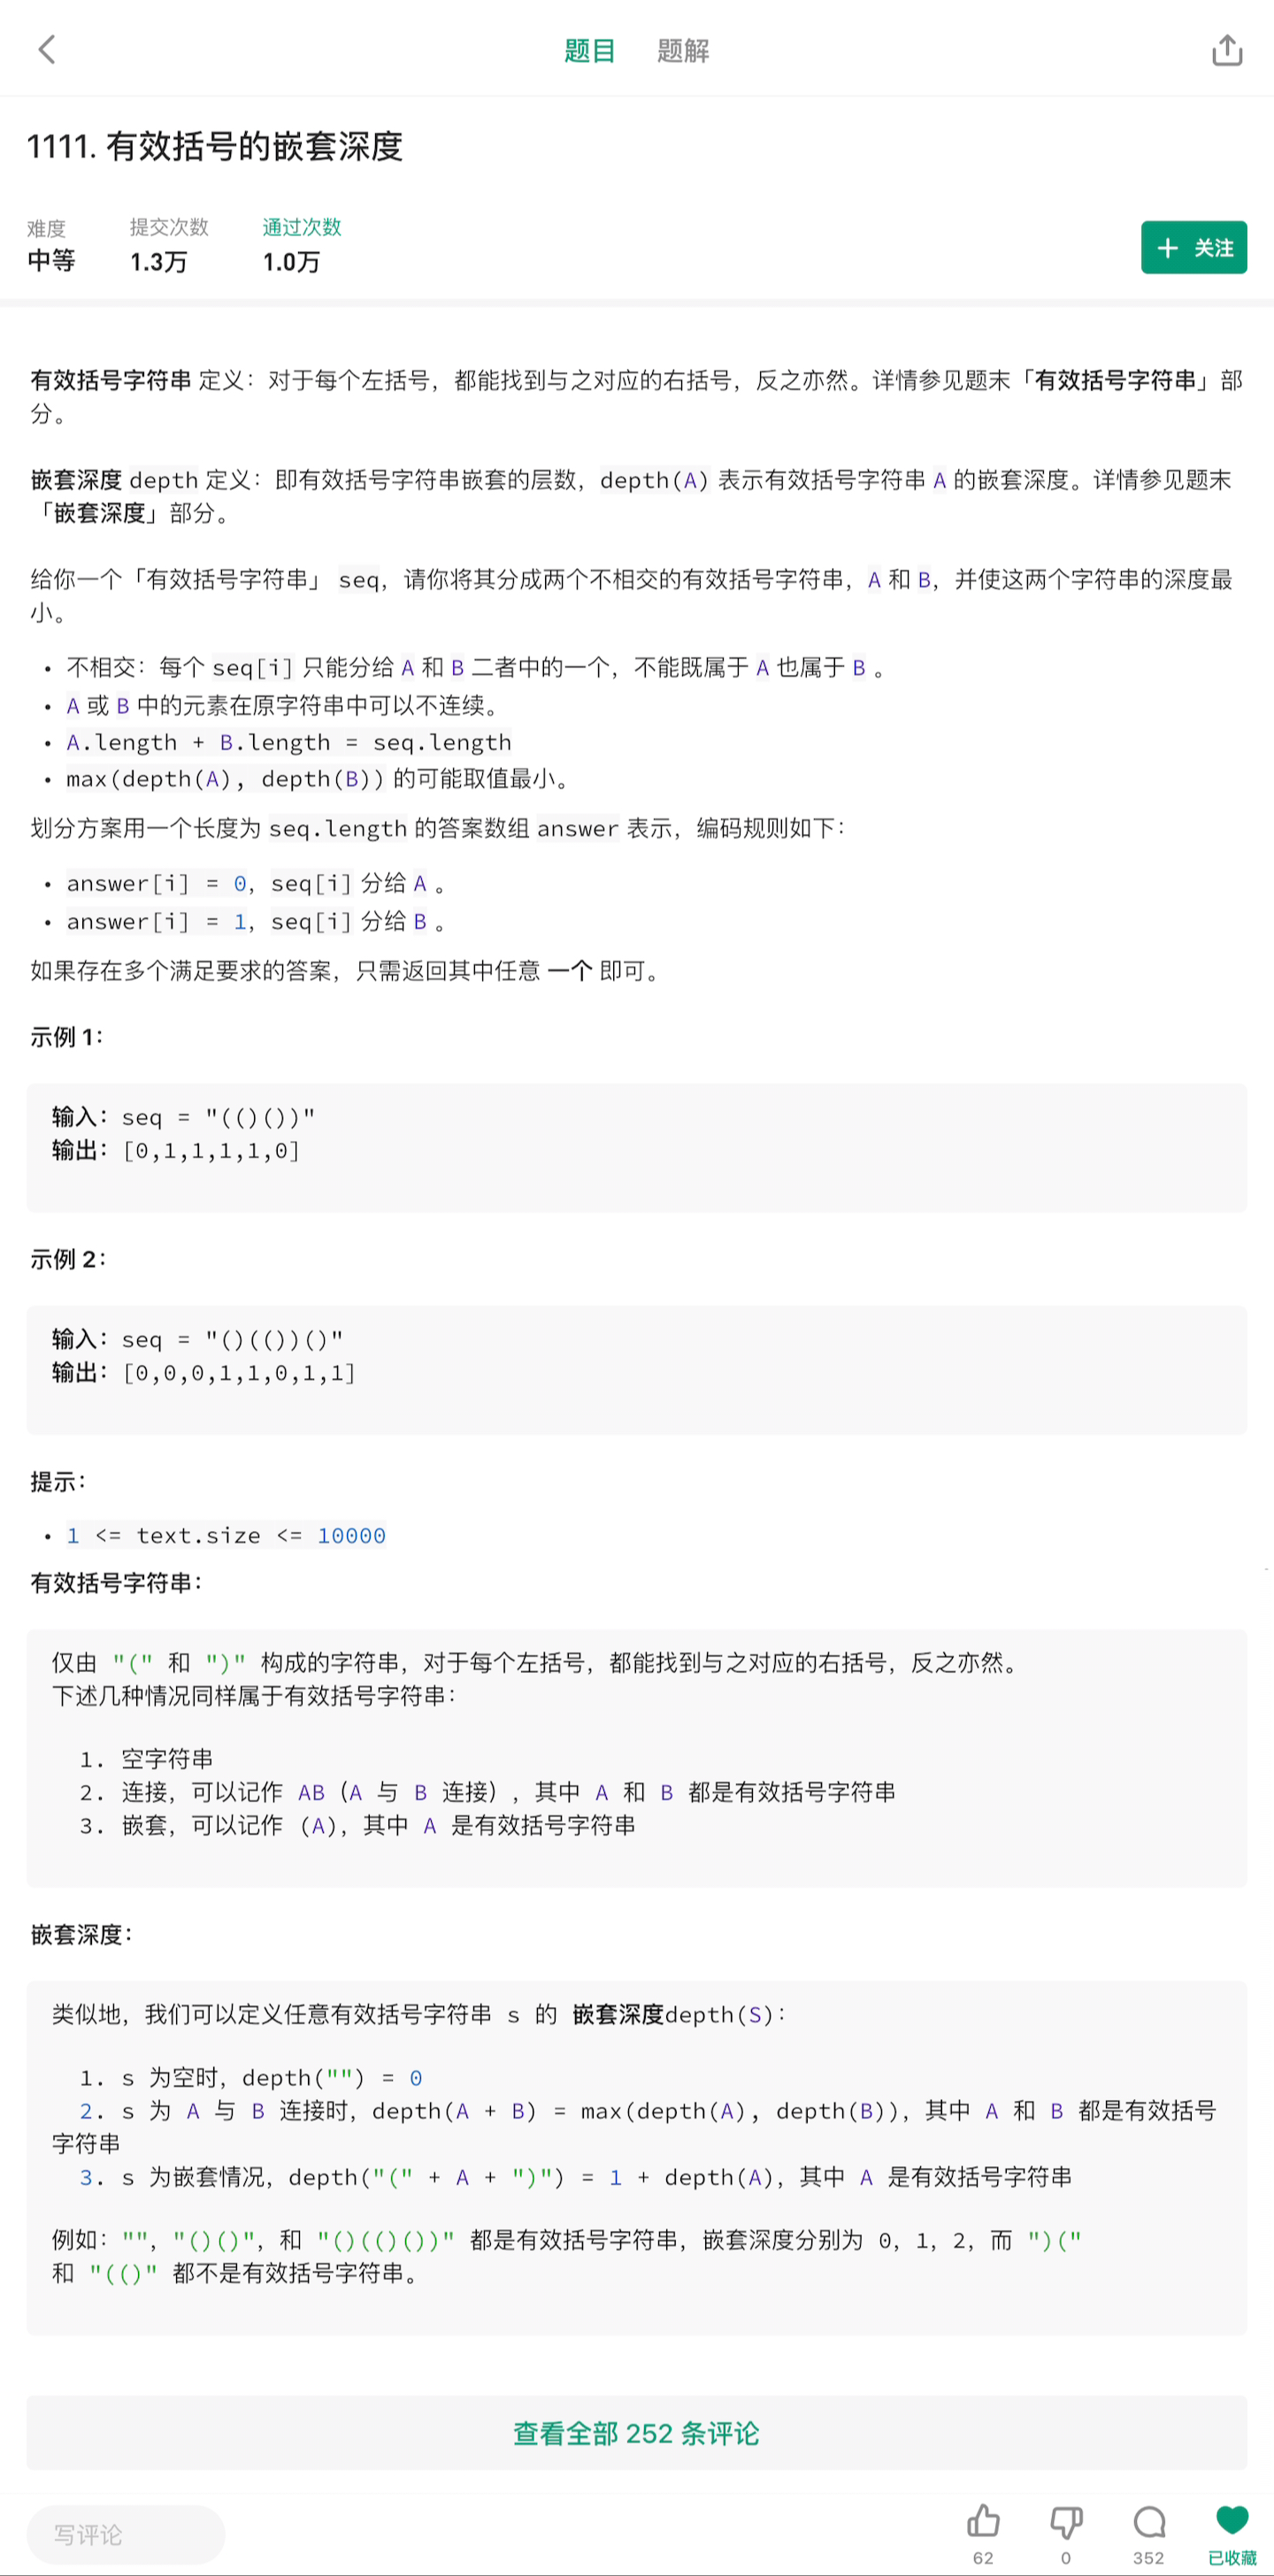 题目 题解
1111. 有效括号的嵌套深度
难度 提交次数 通过次数
中等 1.3万 1.0万
+ 关注
有效括号字符串 定义：对于每个左括号，都能找到与之对应的右括号，反之亦然。详情参见题末「有效括号字符串」部
分。
嵌套深度 depth 定义：即有效括号字符串嵌套的层数，depth(A) 表示有效括号字符串 A 的嵌套深度。详情参见题末
「嵌套深度」部分。
给你一个「有效括号字符串」 seq，请你将其分成两个不相交的有效括号字符串，A 和 B，并使这两个字符串的深度最
小。
• 不相交：每个 seq[i] 只能分给 A 和 B 二者中的一个，不能既属于 A 也属于 B 。
• A 或 B 中的元素在原字符串中可以不连续。
• A.length + B.length = seq.length
• max(depth(A), depth(B)) 的可能取值最小。
划分方案用一个长度为 seq.length 的答案数组 answer 表示，编码规则如下：
• answer[i] = 0，seq[i] 分给 A 。
• answer[i] = 1，seq[i] 分给 B 。
如果存在多个满足要求的答案，只需返回其中任意 一个 即可。
示例 1：
输入：seq = "(()())"
输出：[0,1,1,1,1,0]
示例 2：
输入：seq = "()(())()"
输出：[0,0,0,1,1,0,1,1]
提示：
• 1 <= text.size <= 10000
有效括号字符串：
仅由 "(" 和 ")" 构成的字符串，对于每个左括号，都能找到与之对应的右括号，反之亦然。
下述几种情况同样属于有效括号字符串：
1. 空字符串
2. 连接，可以记作 AB（A 与 B 连接），其中 A 和 B 都是有效括号字符串
3. 嵌套，可以记作 (A)，其中 A 是有效括号字符串
嵌套深度：
类似地，我们可以定义任意有效括号字符串 s 的 嵌套深度depth(S)：
1. s 为空时，depth("") = 0
2. s 为 A 与 B 连接时，depth(A + B) = max(depth(A), depth(B))，其中 A 和 B 都是有效括号
字符串
3. s 为嵌套情况，depth("(" + A + ")") = 1 + depth(A)，其中 A 是有效括号字符串
例如："", "()()", 和 "()(()())" 都是有效括号字符串，嵌套深度分别为 0，1，2，而 ")("
和 "(()" 都不是有效括号字符串。
查看全部 252 条评论
写评论
62 0 352 已收藏